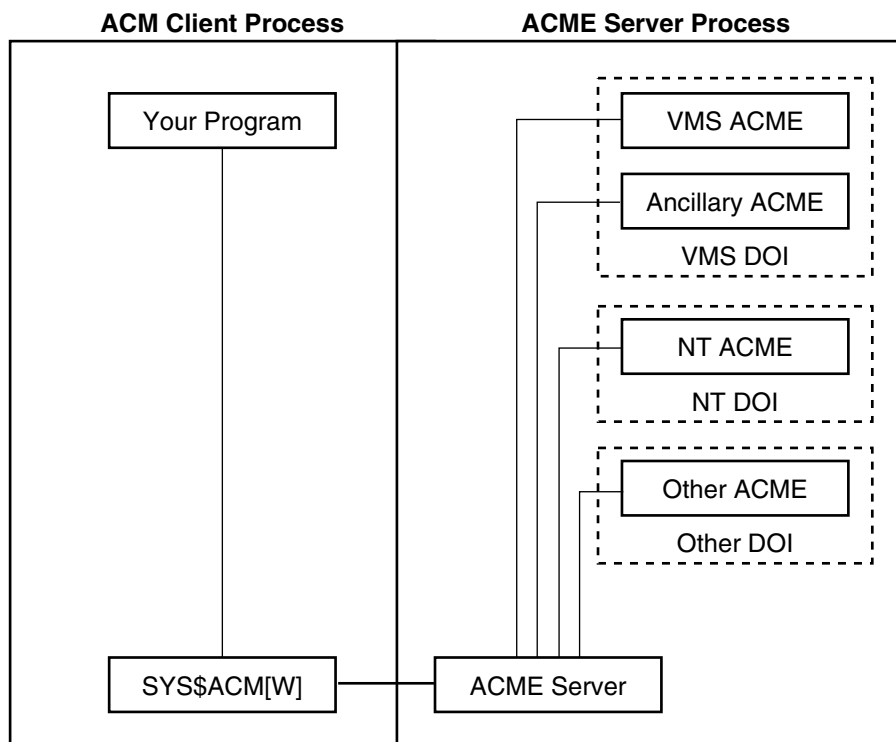 ACM Client Process
ACME Server Process
Your Program
VMS ACME
Ancillary ACME
VMS DOI
NT ACME
NT DOI
Other ACME
Other DOI
SYS$ACM[W]
ACME Server